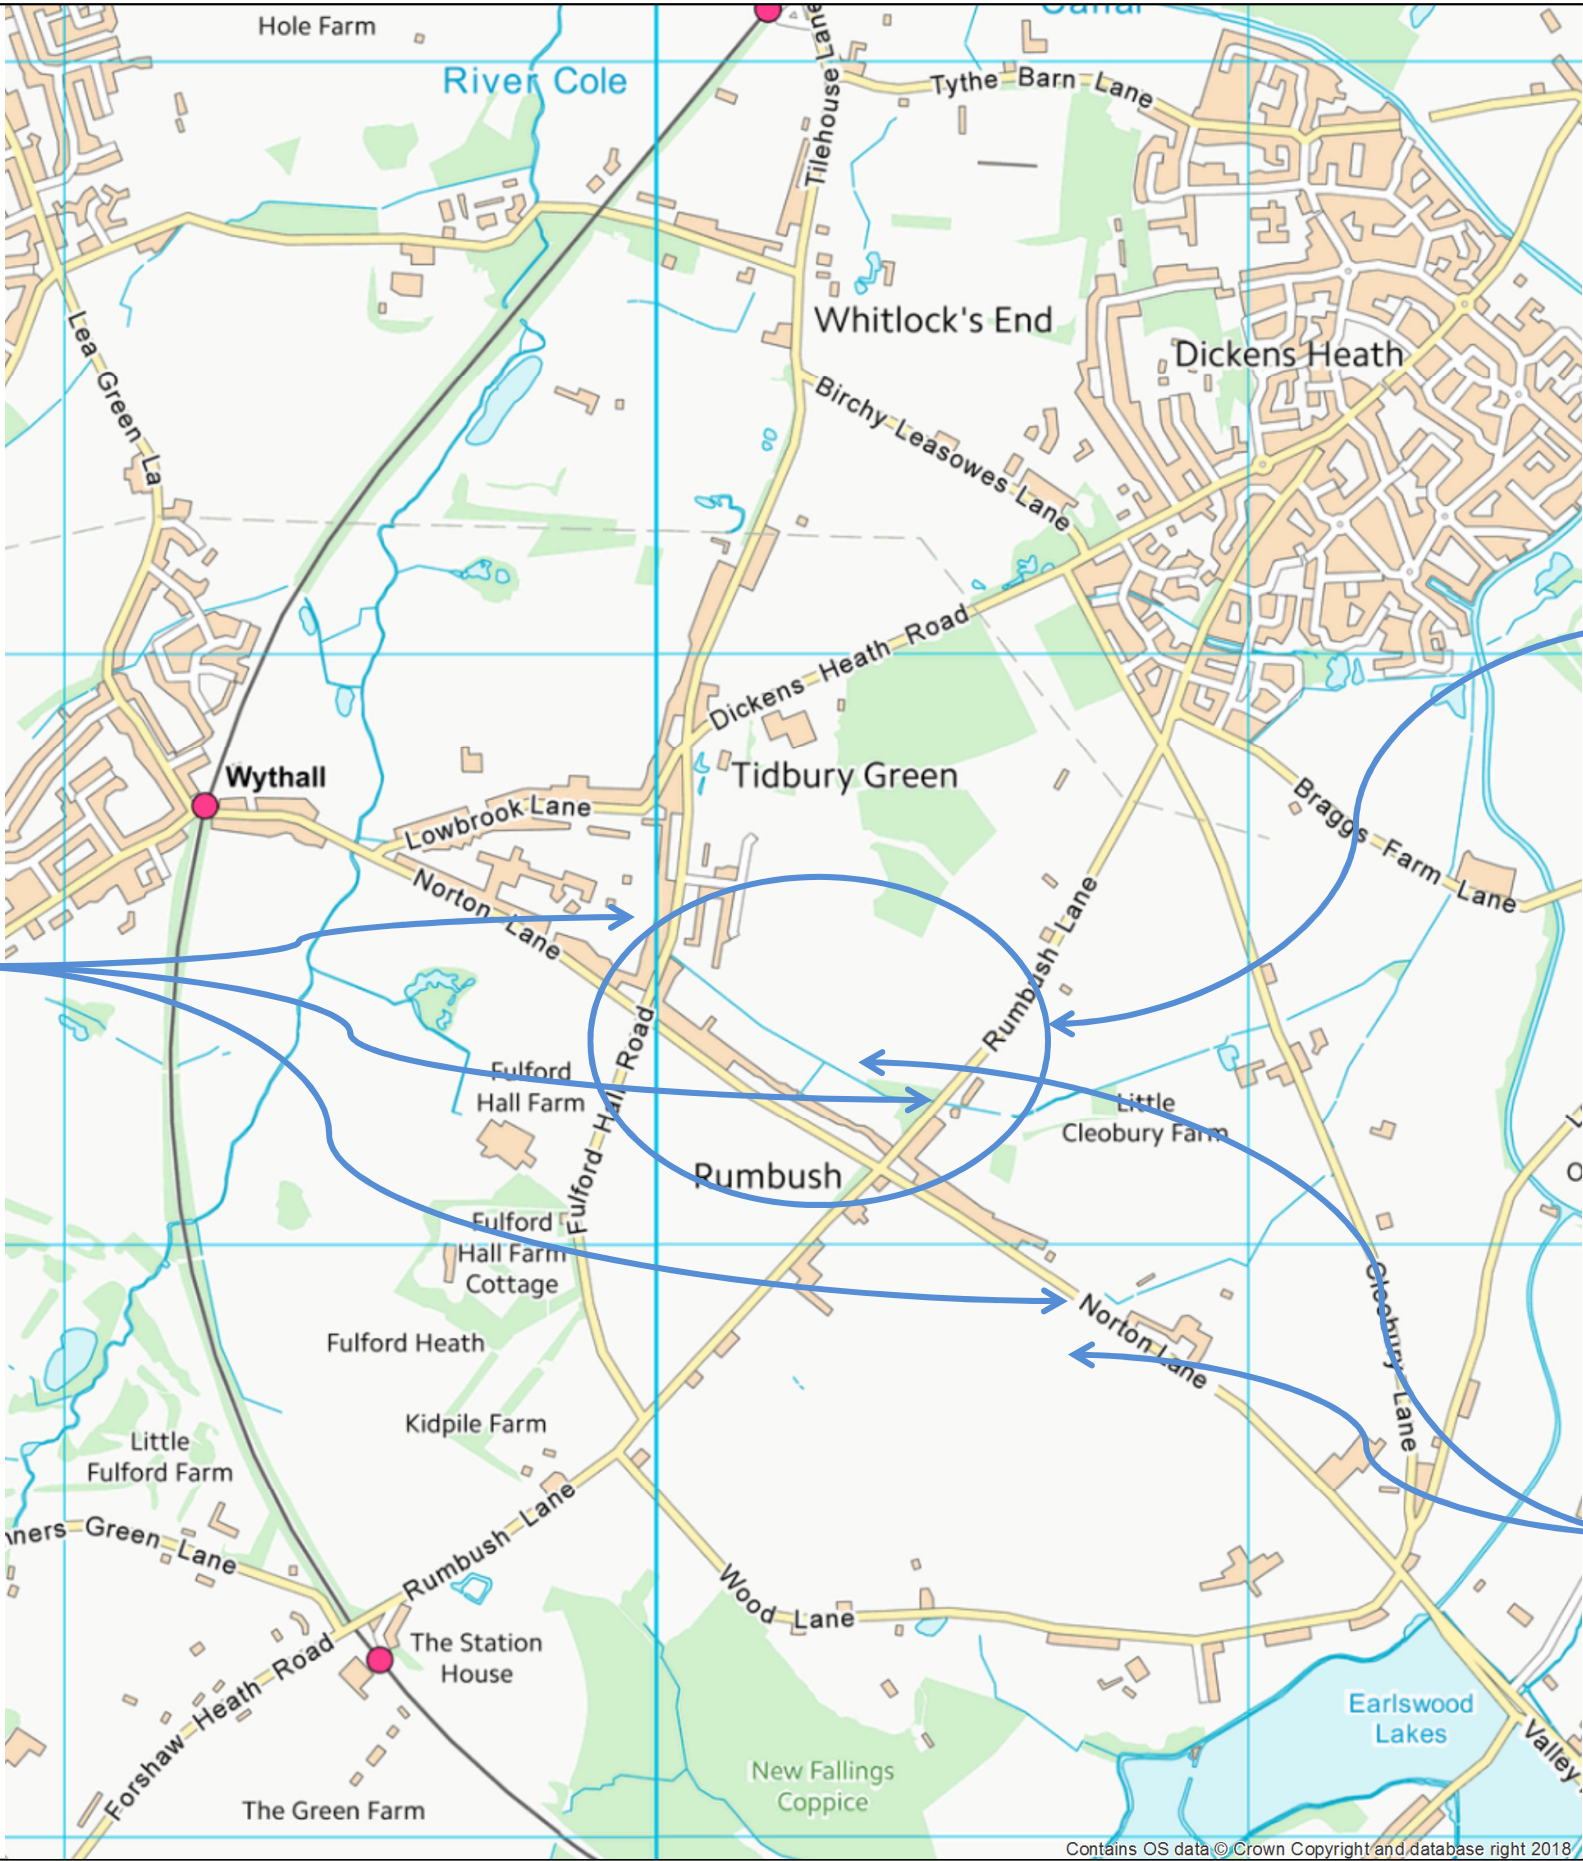 Canal
Hole Farm
River Cole
Tilehouse Lane
Tythe Barn Lane
Whitlock's End
Dickens Heath
Lea Green La
Birchy Leasowes Lane
Dickens Heath Road
Wythall
Tidbury Green
Lowbrook Lane
Braggs Farm Lane
Norton Lane
Rumbush Lane
Fulford
Hall Farm
Fulford Hall Road
Little
Cleobury Farm
Rumbush
Fulford
Hall Farm
Cottage
Norton Lane
Cleobury Lane
Fulford Heath
Kidpile Farm
Little
Fulford Farm
nners Green Lane
Rumbush Lane
Wood Lane
The Station
House
Forshaw Heath Road
Earlswood
Lakes
Valley
New Fallings
Coppice
The Green Farm
Contains OS data © Crown Copyright and database right 2018